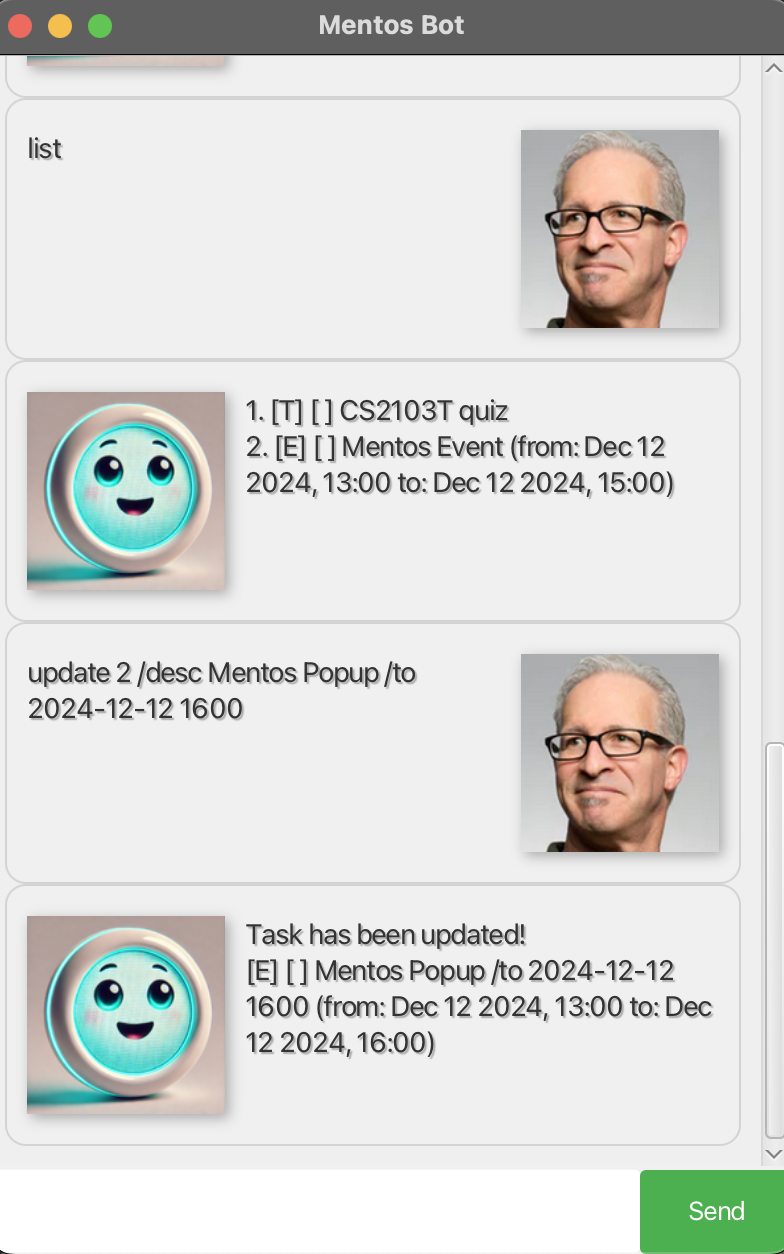 Mentos Bot
list
1. [T] [ ] CS2103T quiz
2. [E] [ ] Mentos Event (from: Dec 12
2024, 13:00 to: Dec 12 2024, 15:00)
update 2 /desc Mentos Popup /to
2024-12-12 1600
Task has been updated!
[E] [ ] Mentos Popup /to 2024-12-12
1600 (from: Dec 12 2024, 13:00 to: Dec
12 2024, 16:00)
Send